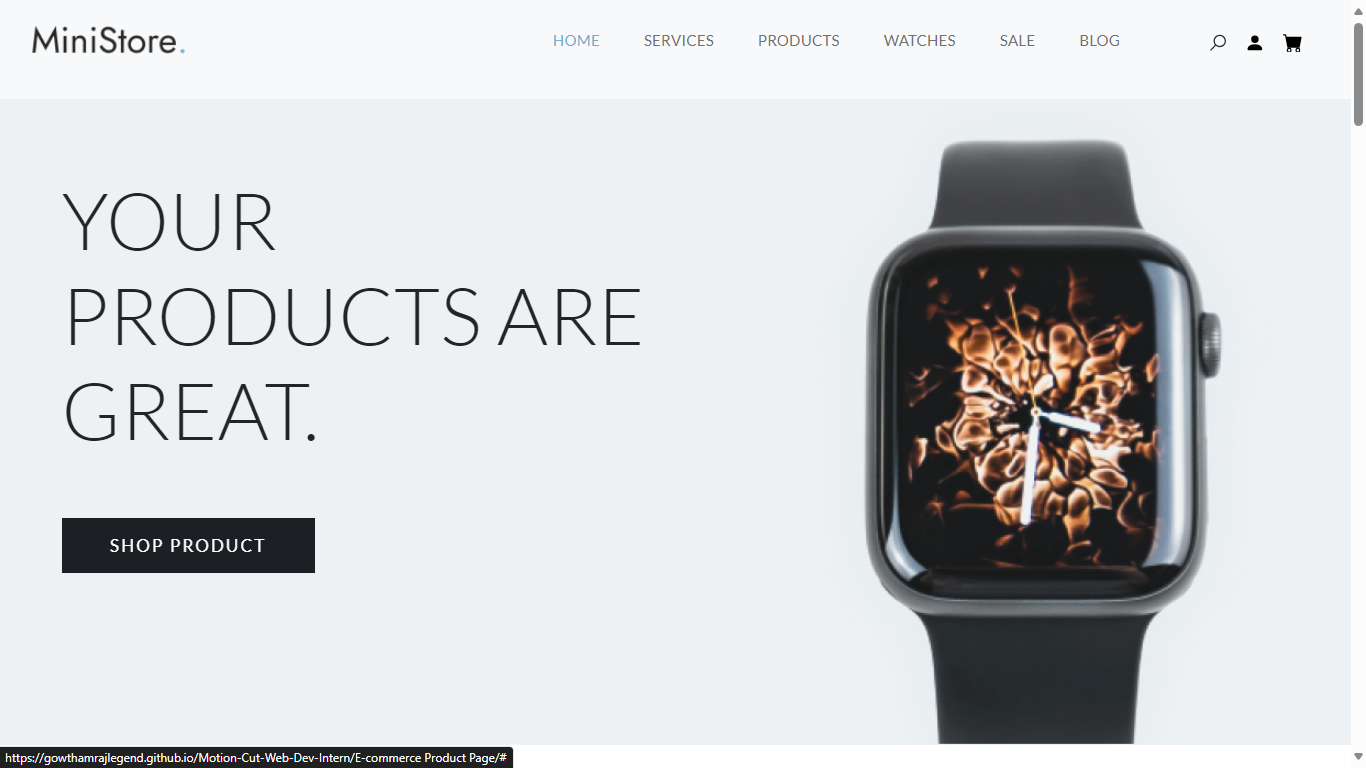 MiniStore.
HOME SERVICES PRODUCTS WATCHES SALE BLOG
YOUR
PRODUCTS ARE
GREAT.
SHOP PRODUCT
https://gowthamrajlegend.github.io/Motion-Cut-Web-Dev-Intern/E-commerce Product Page/#